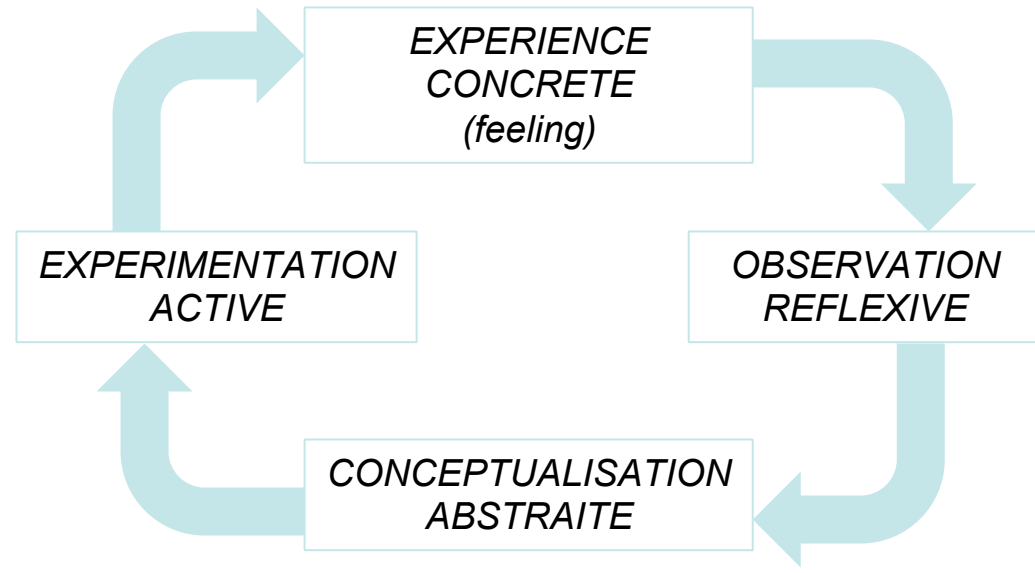 EXPERIENCE
CONCRETE
(feeling)
EXPERIMENTATION
ACTIVE
OBSERVATION
REFLEXIVE
CONCEPTUALISATION
ABSTRAITE